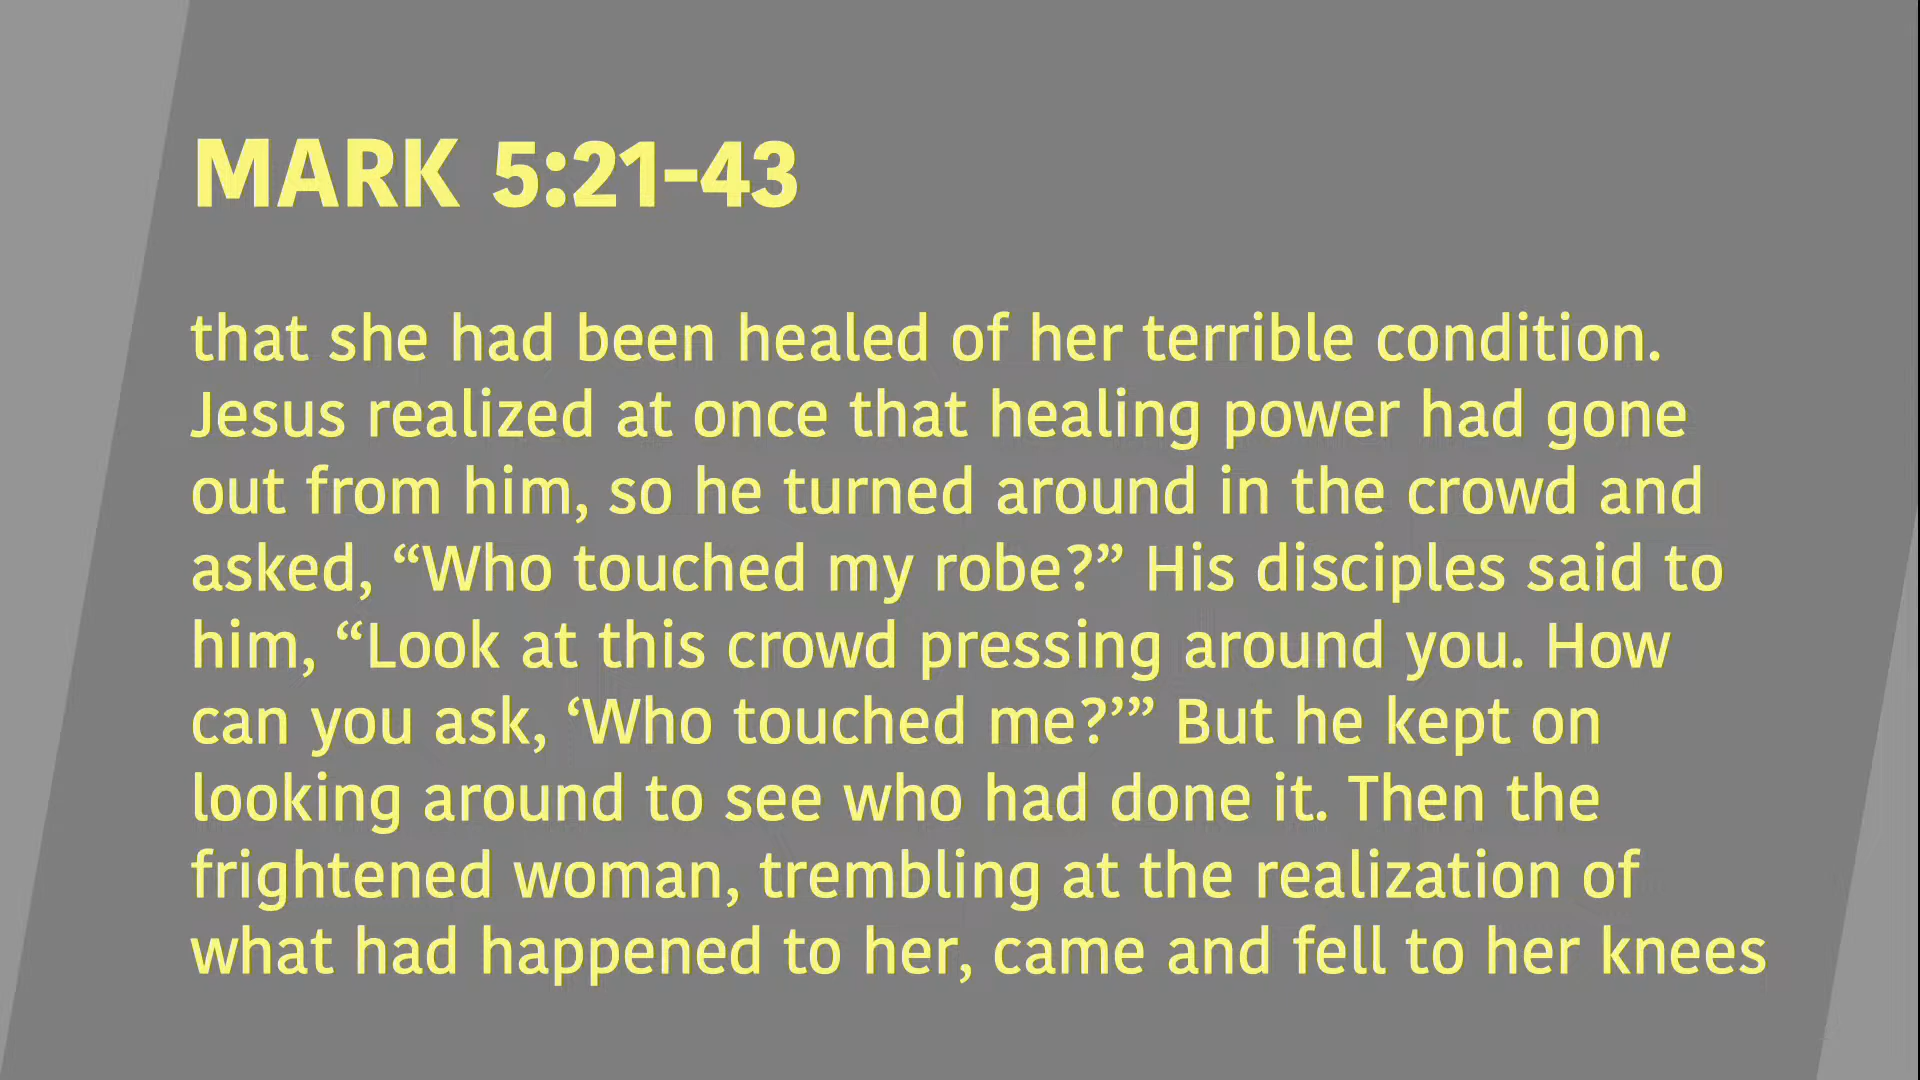 MARK 5:21–43
that she had been healed of her terrible condition.
Jesus realized at once that healing power had gone
out from him, so he turned around in the crowd and
asked, “Who touched my robe?” His disciples said to
him, “Look at this crowd pressing around you. How
can you ask, ‘Who touched me?’” But he kept on
looking around to see who had done it. Then the
frightened woman, trembling at the realization of
what had happened to her, came and fell to her knees